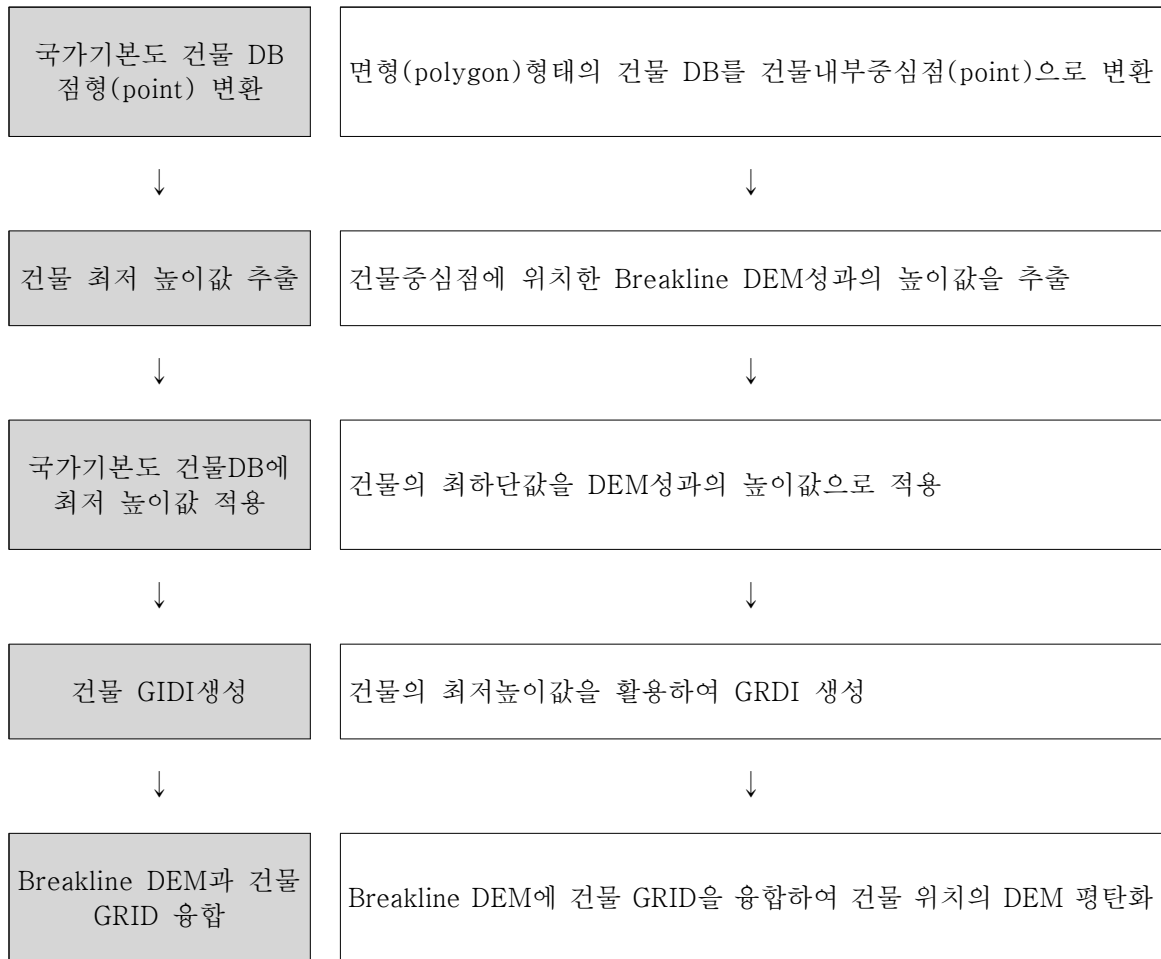 국가기본도 건물 DB
점형(point) 변환
면형(polygon)형태의 건물 DB를 건물내부중심점(point)으로 변환
↓
↓
건물 최저 높이값 추출
건물중심점에 위치한 Breakline DEM성과의 높이값을 추출
↓
↓
국가기본도 건물DB에
최저 높이값 적용
건물의 최하단값을 DEM성과의 높이값으로 적용
↓
↓
건물 GIDI생성
건물의 최저높이값을 활용하여 GRDI 생성
↓
↓
Breakline DEM과 건물
GRID 융합
Breakline DEM에 건물 GRID을 융합하여 건물 위치의 DEM 평탄화